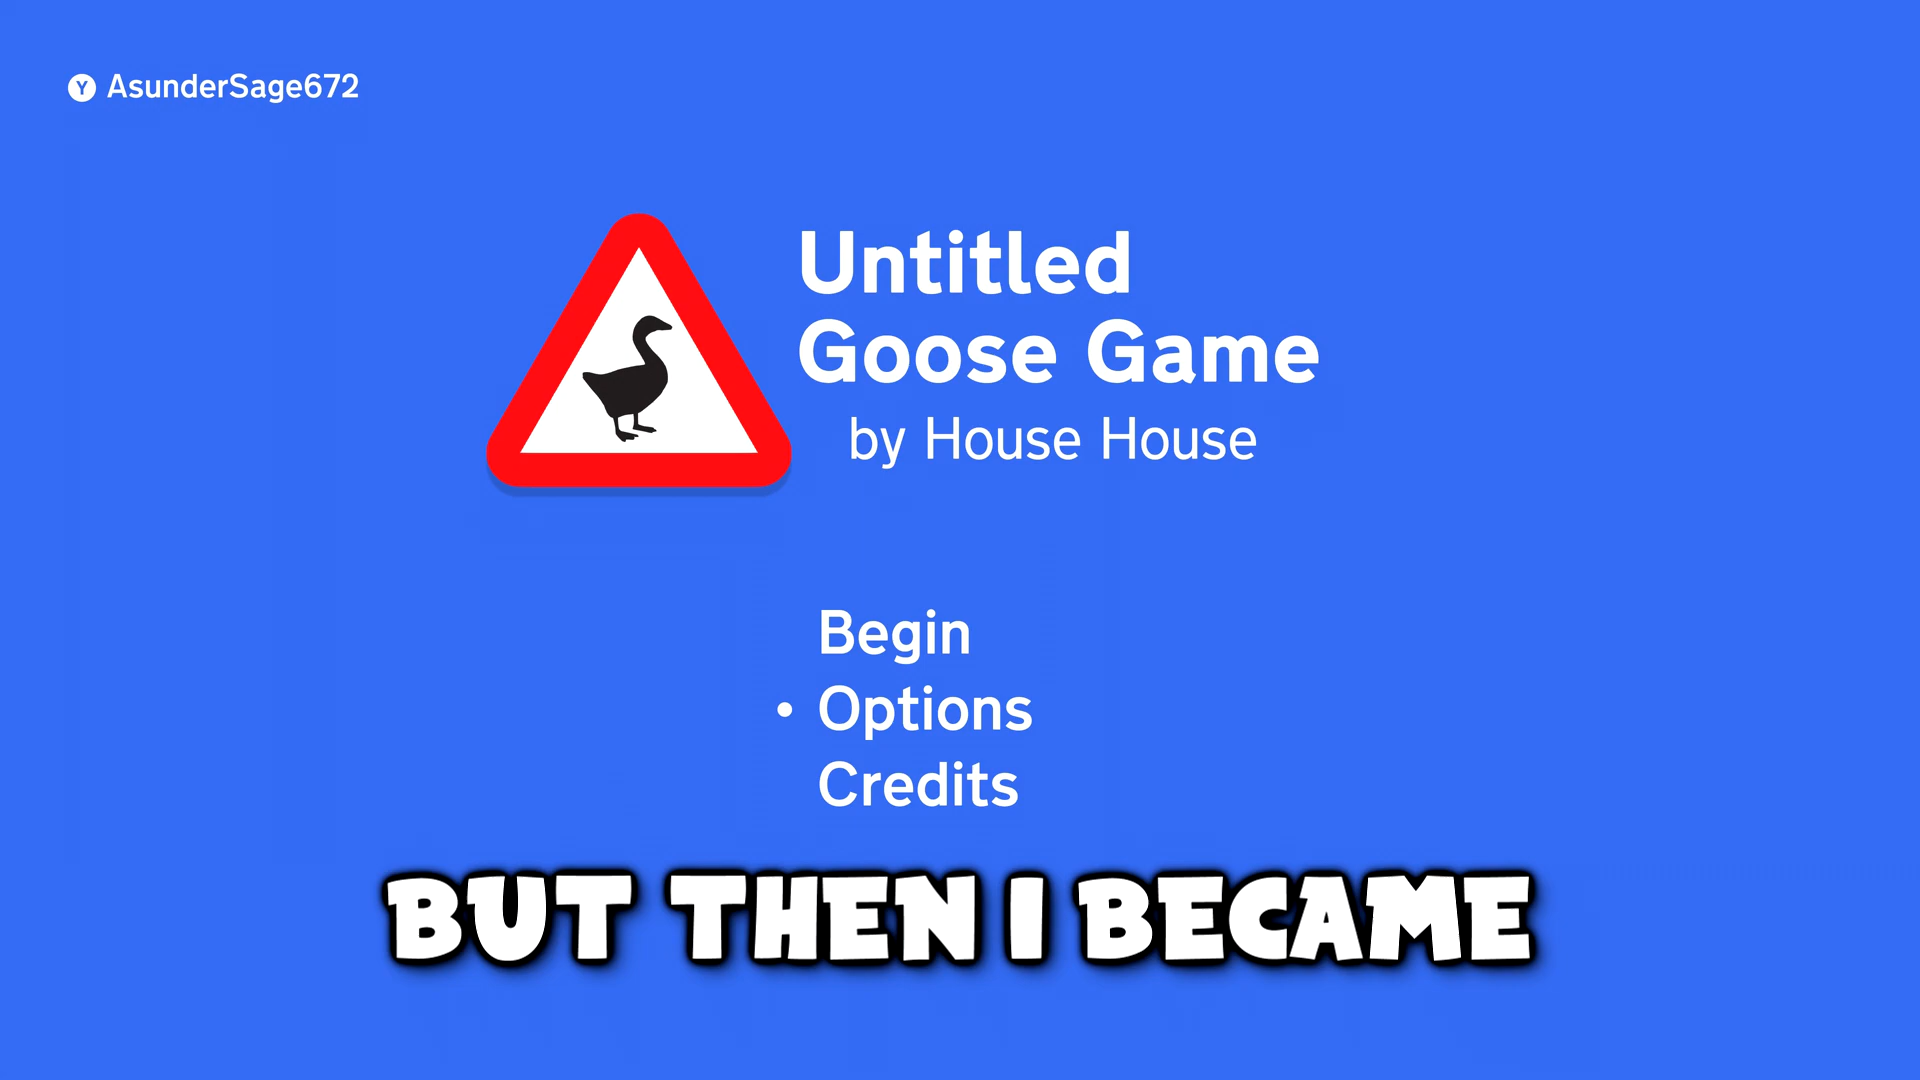 Y AsunderSage672
Untitled
Goose Game
by House House
Begin
• Options
Credits
BUT THEN I BECAME